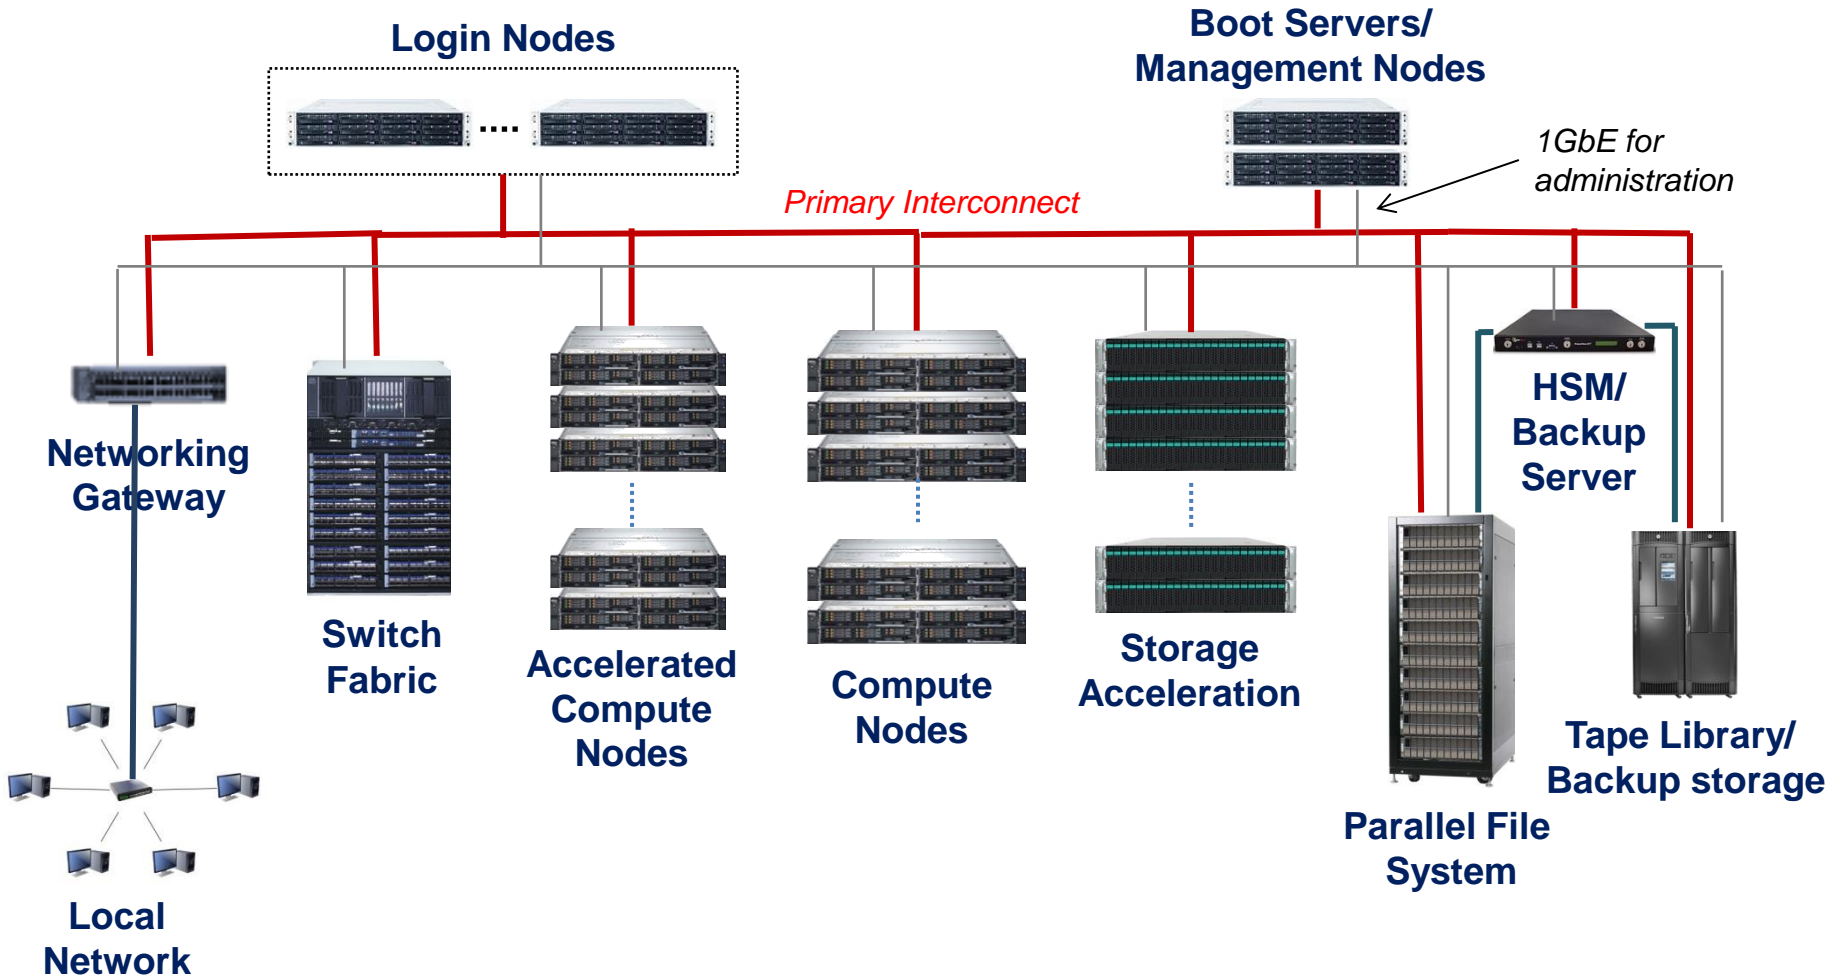 Login Nodes
Boot Servers/
Management Nodes
....
1GbE for
administration
Primary Interconnect
Networking
Gateway
Switch
Fabric
Accelerated
Compute
Nodes
Compute
Nodes
Storage
Acceleration
HSM/
Backup
Server
Tape Library/
Backup storage
Parallel File
System
Local
Network